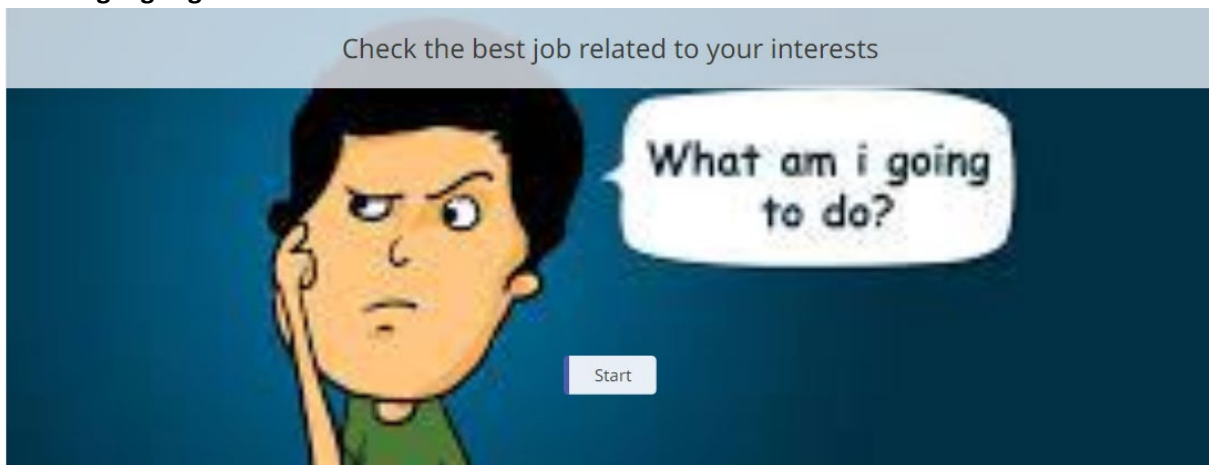 Check the best job related to your interests
What am i going
to do?
Start